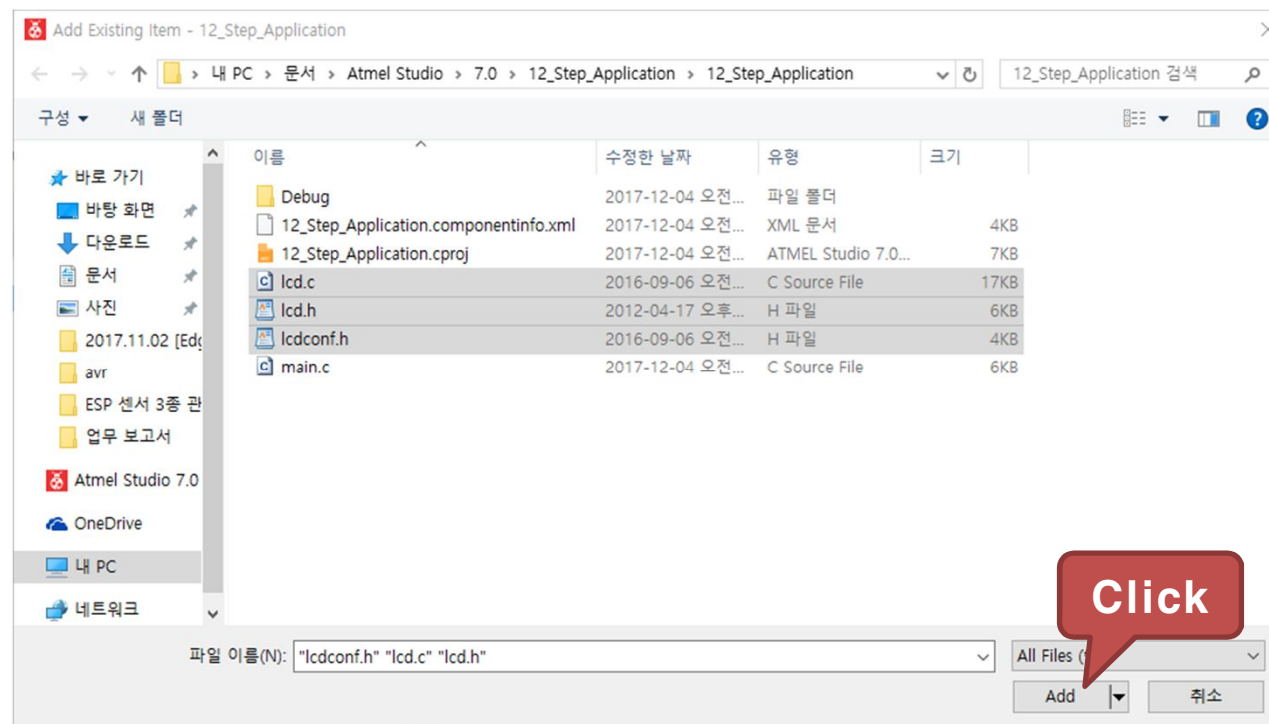 Add Existing Item - 12_Step_Application
내 PC › 문서 › Atmel Studio › 7.0 › 12_Step_Application › 12_Step_Application
12_Step_Application 검색
구성
새 폴더
바로 가기
바탕 화면
다운로드
문서
사진
2017.11.02 [Edg
avr
ESP 센서 3종 관
업무 보고서
Atmel Studio 7.0
OneDrive
내 PC
네트워크
이름 수정한 날짜 유형 크기
Debug 2017-12-04 오전... 파일 폴더
12_Step_Application.componentinfo.xml 2017-12-04 오전... XML 문서 4KB
12_Step_Application.cproj 2017-12-04 오전... ATMEL Studio 7.0... 7KB
lcd.c 2016-09-06 오전... C Source File 17KB
lcd.h 2012-04-17 오후... H 파일 6KB
lcdconf.h 2016-09-06 오전... H 파일 4KB
main.c 2017-12-04 오전... C Source File 6KB
Click
파일 이름(N): "lcdconf.h" "lcd.c" "lcd.h"
All Files (
Add
취소